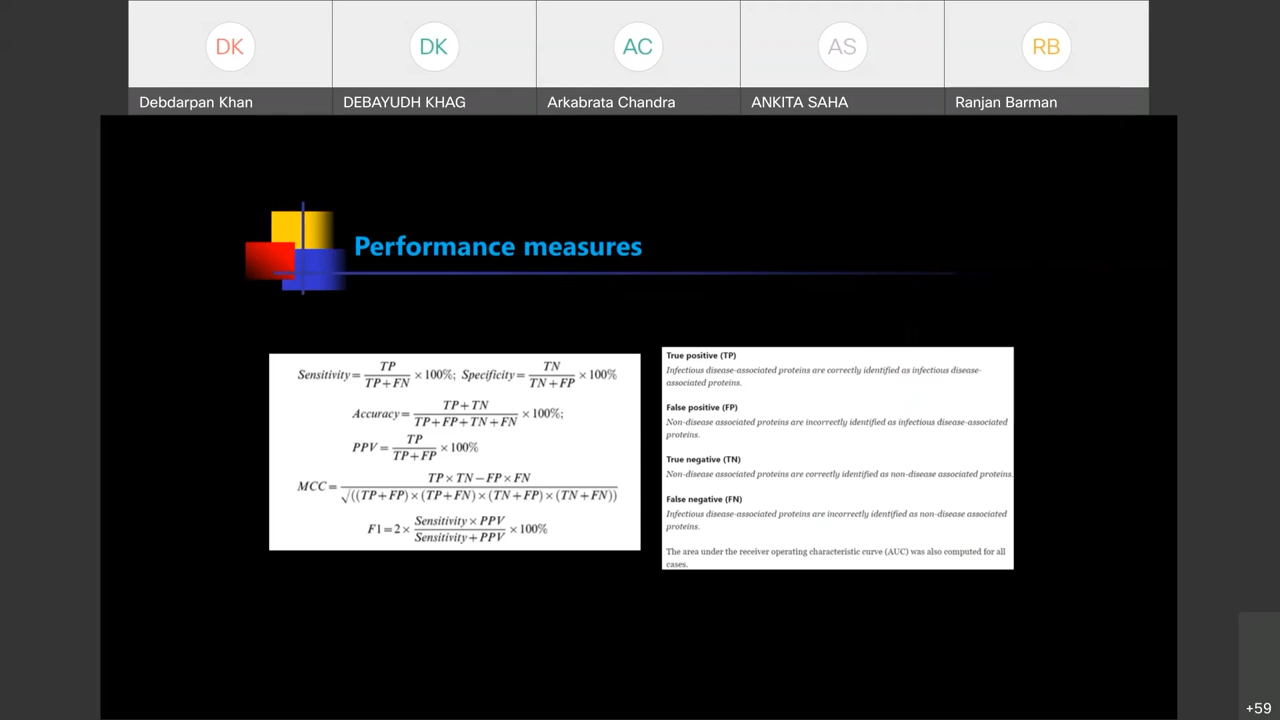 DK
DK
AC
AS
RB
Debdarpan Khan
DEBAYUDH KHAG
Arkabrata Chandra
ANKITA SAHA
Ranjan Barman
Performance measures
Sensitivity = TP / (TP + FN) × 100%; Specificity = TN / (TN + FP) × 100%
Accuracy = (TP + TN) / (TP + FP + TN + FN) × 100%;
PPV = TP / (TP + FP) × 100%
MCC = (TP × TN − FP × FN) / √((TP + FP) × (TP + FN) × (TN + FP) × (TN + FN))
F1 = 2 × (Sensitivity × PPV) / (Sensitivity + PPV) × 100%
True positive (TP)
Infectious disease-associated proteins are correctly identified as infectious disease-
associated proteins.
False positive (FP)
Non-disease associated proteins are incorrectly identified as infectious disease-associated
proteins.
True negative (TN)
Non-disease associated proteins are correctly identified as non-disease associated proteins.
False negative (FN)
Infectious disease-associated proteins are incorrectly identified as non-disease associated
proteins.
The area under the receiver operating characteristic curve (AUC) was also computed for all
cases.
+59